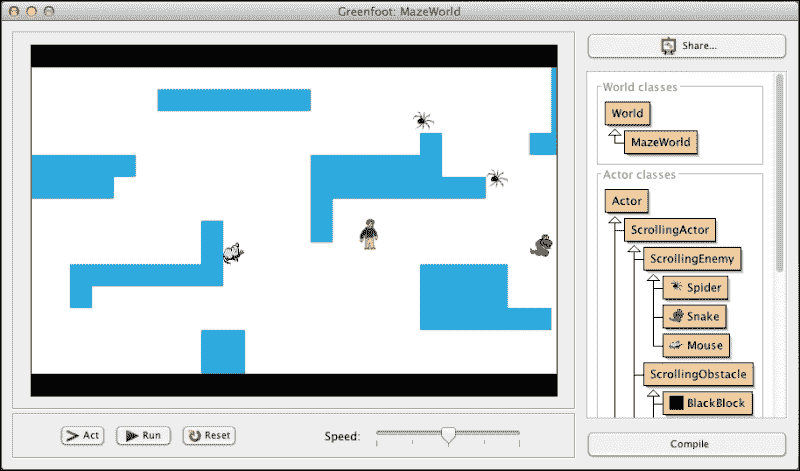 Greenfoot: MazeWorld
Share...
World classes
World
MazeWorld
Actor classes
Actor
ScrollingActor
ScrollingEnemy
Spider
Snake
Mouse
ScrollingObstacle
BlackBlock
Act
Run
Reset
Speed:
Compile